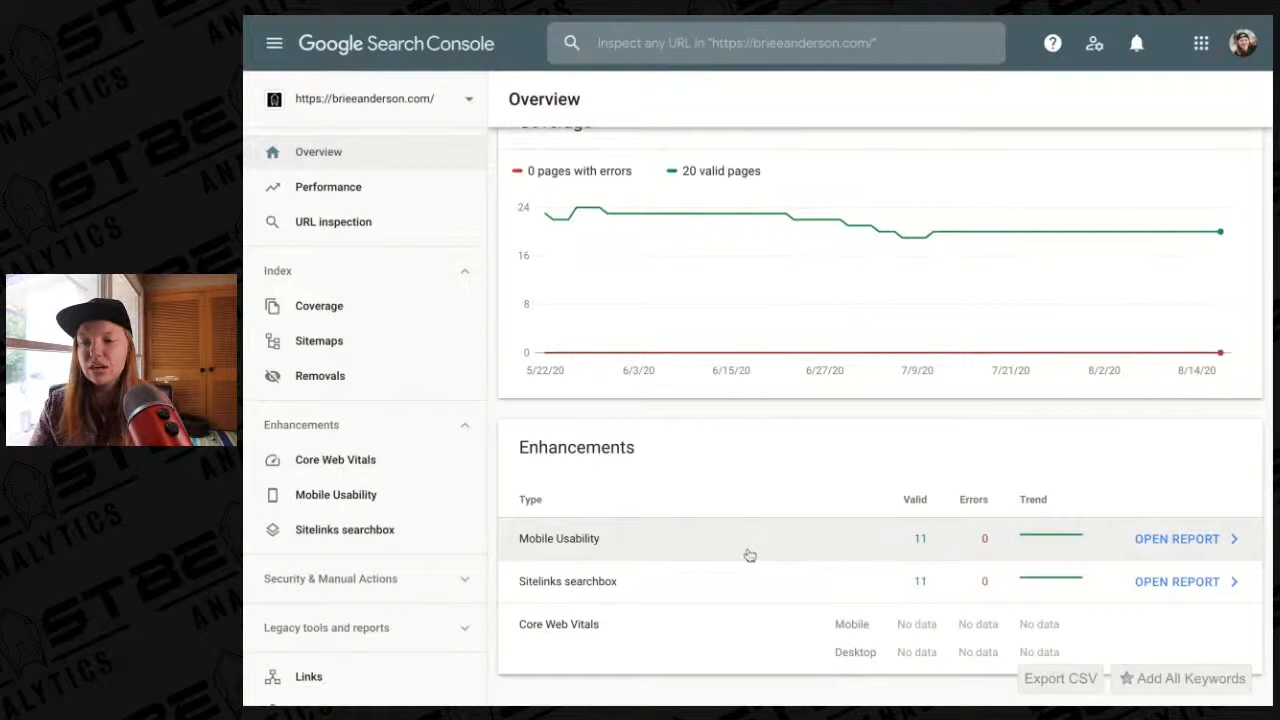 Google Search Console
Inspect any URL in "https://brieeanderson.com/"
https://brieeanderson.com/
Overview
Overview
Performance
URL inspection
Index
Coverage
Sitemaps
Removals
Enhancements
Core Web Vitals
Mobile Usability
Sitelinks searchbox
Security & Manual Actions
Legacy tools and reports
Links
Coverage
0 pages with errors
20 valid pages
24
16
8
0
5/22/20 6/3/20 6/15/20 6/27/20 7/9/20 7/21/20 8/2/20 8/14/20
Enhancements
Type Valid Errors Trend
Mobile Usability 11 0 OPEN REPORT
Sitelinks searchbox 11 0 OPEN REPORT
Core Web Vitals Mobile No data No data No data
Desktop No data No data No data
Export CSV
Add All Keywords
ANALYTICS